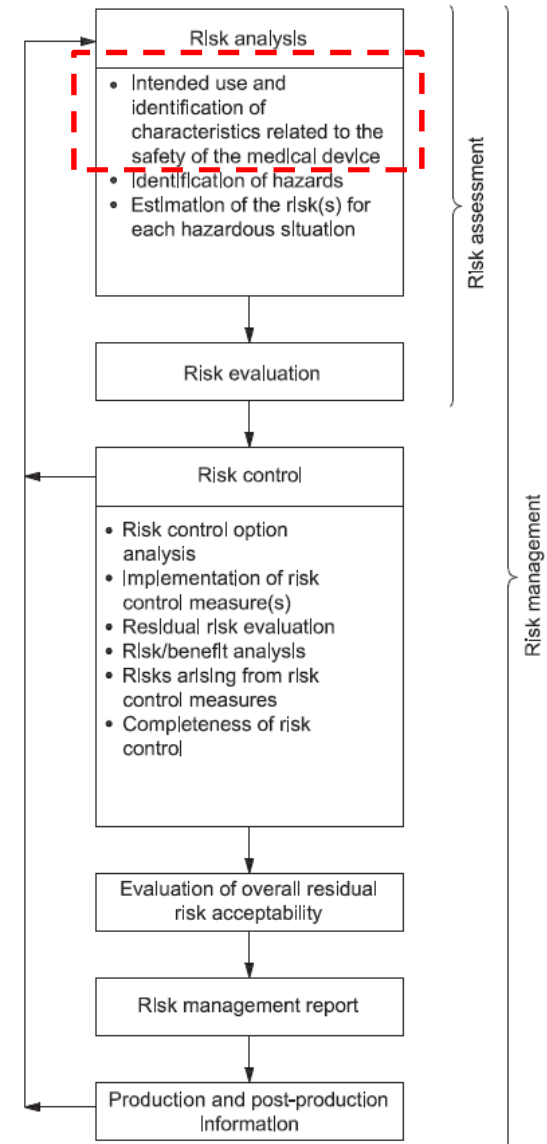 Risk analysis
• Intended use and
identification of
characteristics related to the
safety of the medical device
• Identification of hazards
• Estimation of the risk(s) for
each hazardous situation
Risk assessment
Risk evaluation
Risk control
• Risk control option
analysis
• Implementation of risk
control measure(s)
• Residual risk evaluation
• Risk/benefit analysis
• Risks arising from risk
control measures
• Completeness of risk
control
Risk management
Evaluation of overall residual
risk acceptability
Risk management report
Production and post-production
information